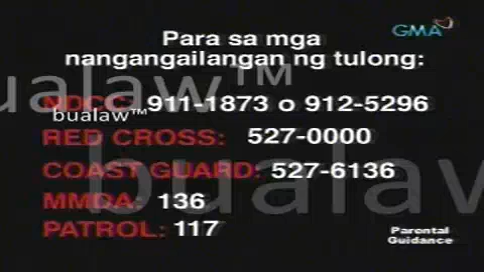 GMA
Para sa mga
nangangailangan ng tulong:
bualaw™
NDCC: 911-1873 o 912-5296
bualaw™
RED CROSS: 527-0000
COAST GUARD: 527-6136
bualaw
MMDA: 136
PATROL: 117
Parental
Guidance